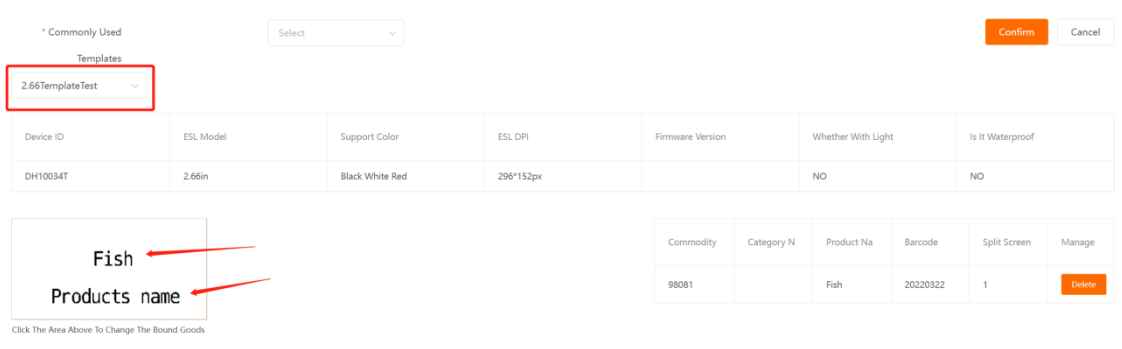 * Commonly Used Select Confirm Cancel
Templates
2.66TemplateTest
Device ID ESL Model Support Color ESL DPI Firmware Version Whether With Light Is It Waterproof
DH10034T 2.66in Black White Red 296*152px NO NO
Commodity Category N Product Na Barcode Split Screen Manage
98081 Fish 20220322 1 Delete
Fish
Products name
Click The Area Above To Change The Bound Goods